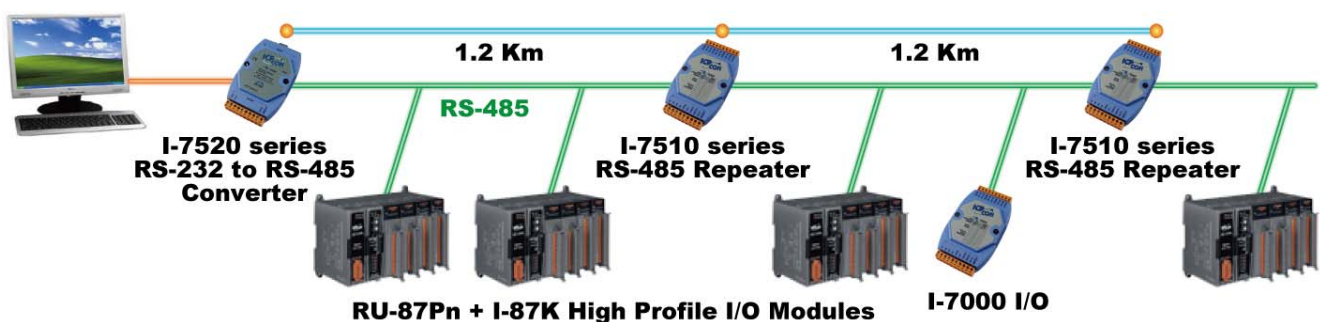 1.2 Km
1.2 Km
RS-485
I-7520 series
RS-232 to RS-485
Converter
I-7510 series
RS-485 Repeater
I-7510 series
RS-485 Repeater
RU-87Pn + I-87K High Profile I/O Modules
I-7000 I/O